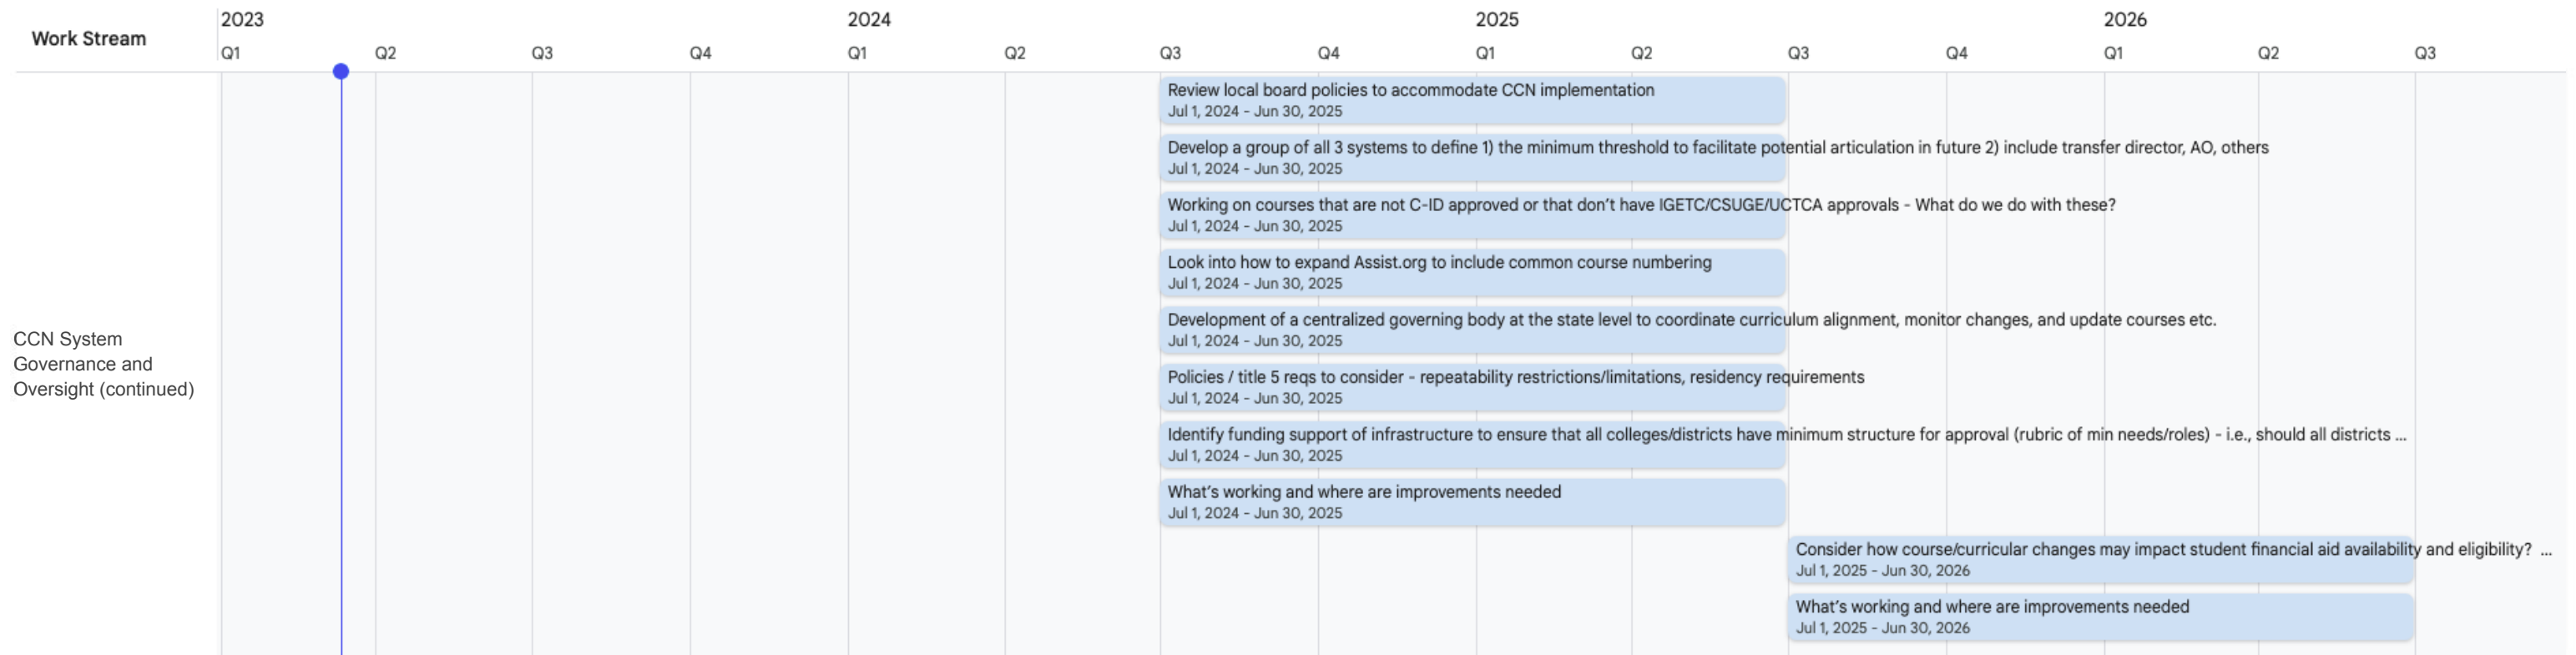 Work Stream
2023
2024
2025
2026
Q1
Q2
Q3
Q4
Q1
Q2
Q3
Q4
Q1
Q2
Q3
Q4
Q1
Q2
Q3
CCN System
Governance and
Oversight (continued)
Review local board policies to accommodate CCN implementation
Jul 1, 2024 - Jun 30, 2025
Develop a group of all 3 systems to define 1) the minimum threshold to facilitate potential articulation in future 2) include transfer director, AO, others
Jul 1, 2024 - Jun 30, 2025
Working on courses that are not C-ID approved or that don’t have IGETC/CSUGE/UCTCA approvals - What do we do with these?
Jul 1, 2024 - Jun 30, 2025
Look into how to expand Assist.org to include common course numbering
Jul 1, 2024 - Jun 30, 2025
Development of a centralized governing body at the state level to coordinate curriculum alignment, monitor changes, and update courses etc.
Jul 1, 2024 - Jun 30, 2025
Policies / title 5 reqs to consider - repeatability restrictions/limitations, residency requirements
Jul 1, 2024 - Jun 30, 2025
Identify funding support of infrastructure to ensure that all colleges/districts have minimum structure for approval (rubric of min needs/roles) - i.e., should all districts ...
Jul 1, 2024 - Jun 30, 2025
What’s working and where are improvements needed
Jul 1, 2024 - Jun 30, 2025
Consider how course/curricular changes may impact student financial aid availability and eligibility? ...
Jul 1, 2025 - Jun 30, 2026
What’s working and where are improvements needed
Jul 1, 2025 - Jun 30, 2026